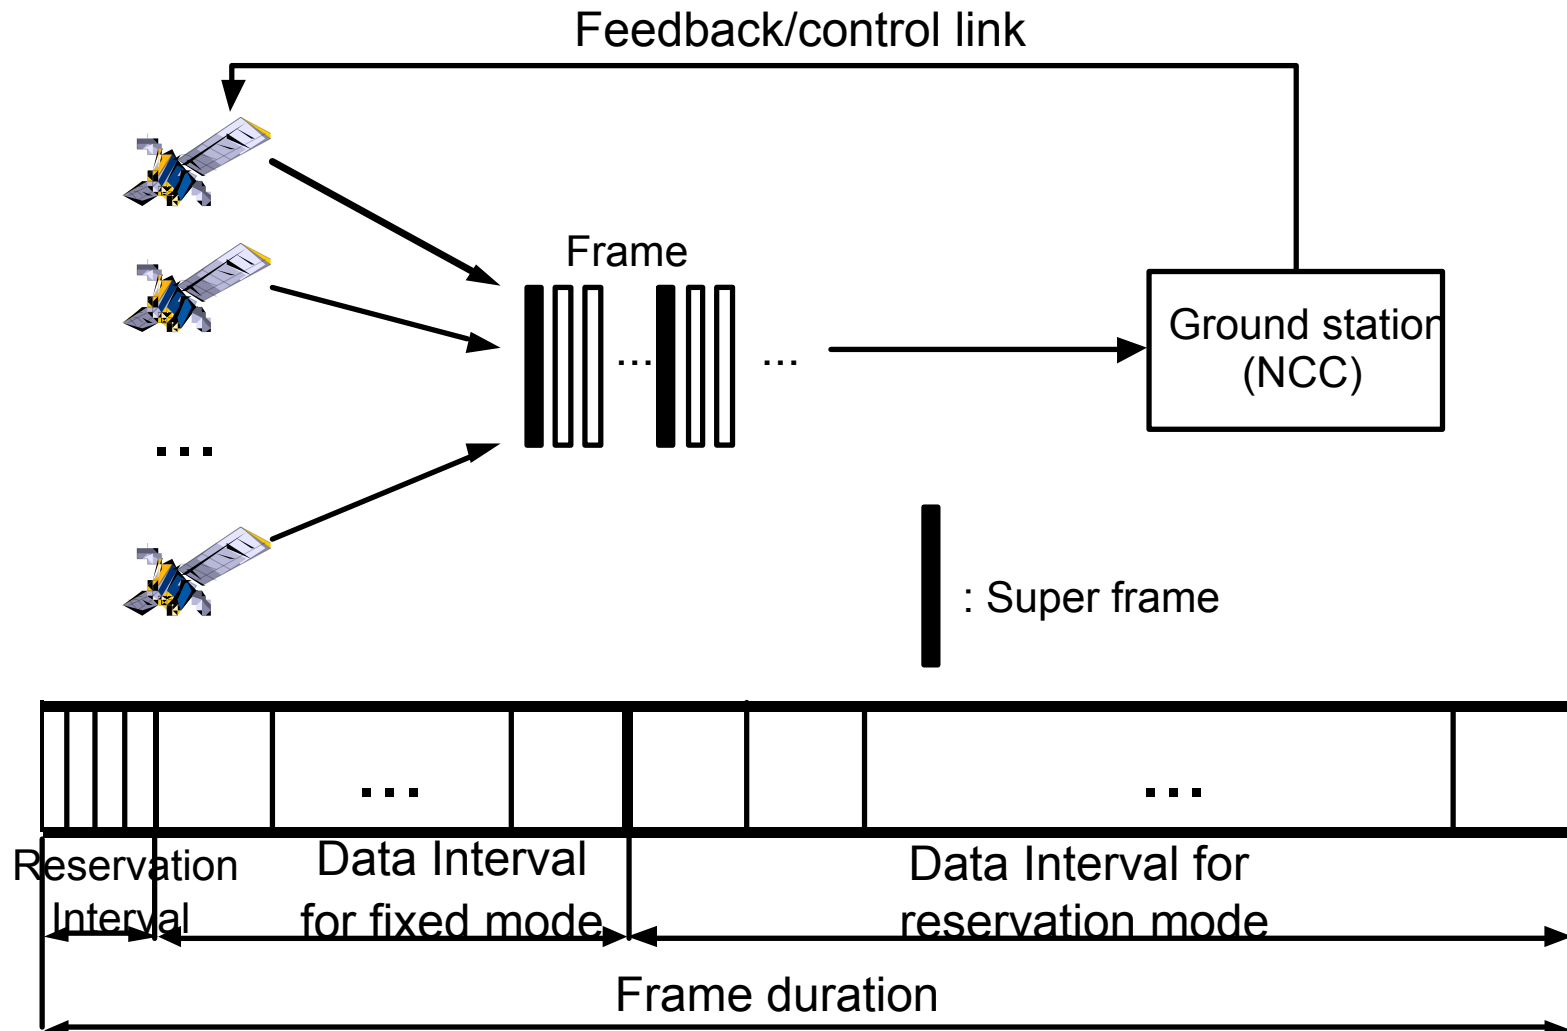 Feedback/control link
Frame
... ...
Ground station
(NCC)
...
: Super frame
... ...
Reservation
Interval
Data Interval
for fixed mode
Data Interval for
reservation mode
Frame duration